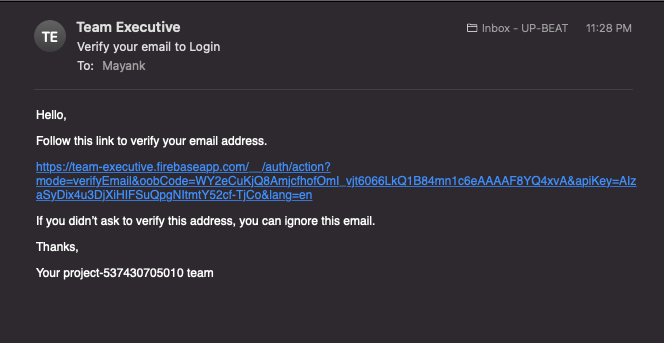 TE
Team Executive
Inbox - UP-BEAT
11:28 PM
Verify your email to Login
To: Mayank
Hello,
Follow this link to verify your email address.
https://team-executive.firebaseapp.com/__/auth/action?
mode=verifyEmail&oobCode=WY2eCuKjQ8AmjcfhofOmI_vjt6066LkQ1B84mn1c6eAAAAF8YQ4xvA&apiKey=AIz
aSyDix4u3DjXiHIFSuQpgNItmtY52cf-TjCo&lang=en
If you didn’t ask to verify this address, you can ignore this email.
Thanks,
Your project-537430705010 team